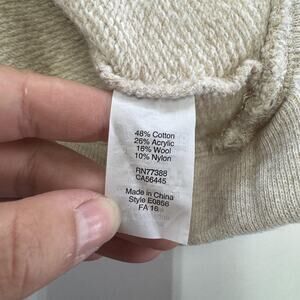 48% Cotton
26% Acrylic
16% Wool
10% Nylon
RN77388
CA56445
Made in China
Style E0856
FA 16